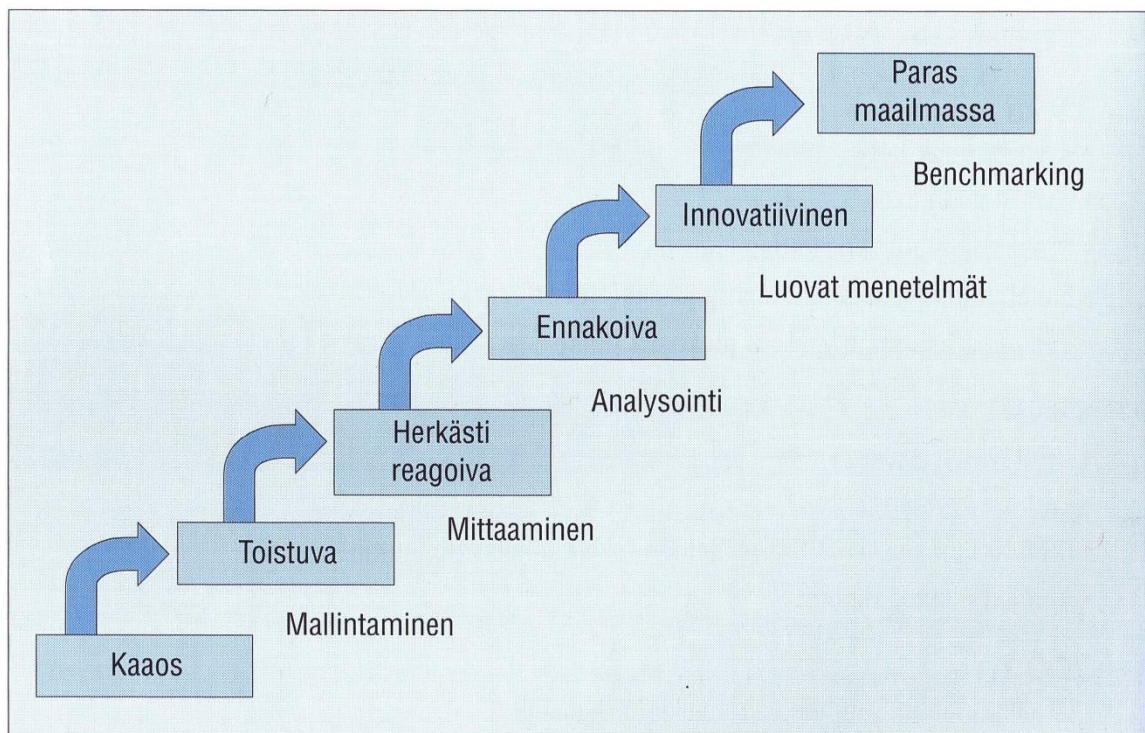 Paras
maailmassa
Benchmarking
Innovatiivinen
Luovat menetelmät
Ennakoiva
Analysointi
Herkästi
reagoiva
Mittaaminen
Toistuva
Mallintaminen
Kaaos